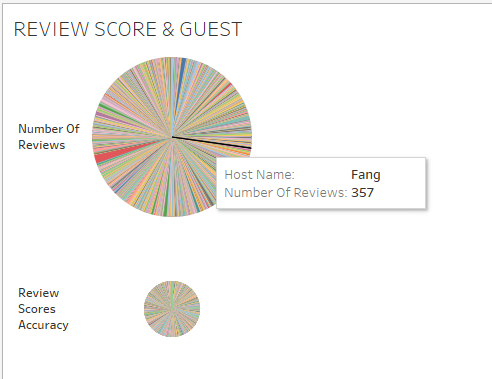 REVIEW SCORE & GUEST
Number Of
Reviews
Host Name: Fang
Number Of Reviews: 357
Review
Scores
Accuracy